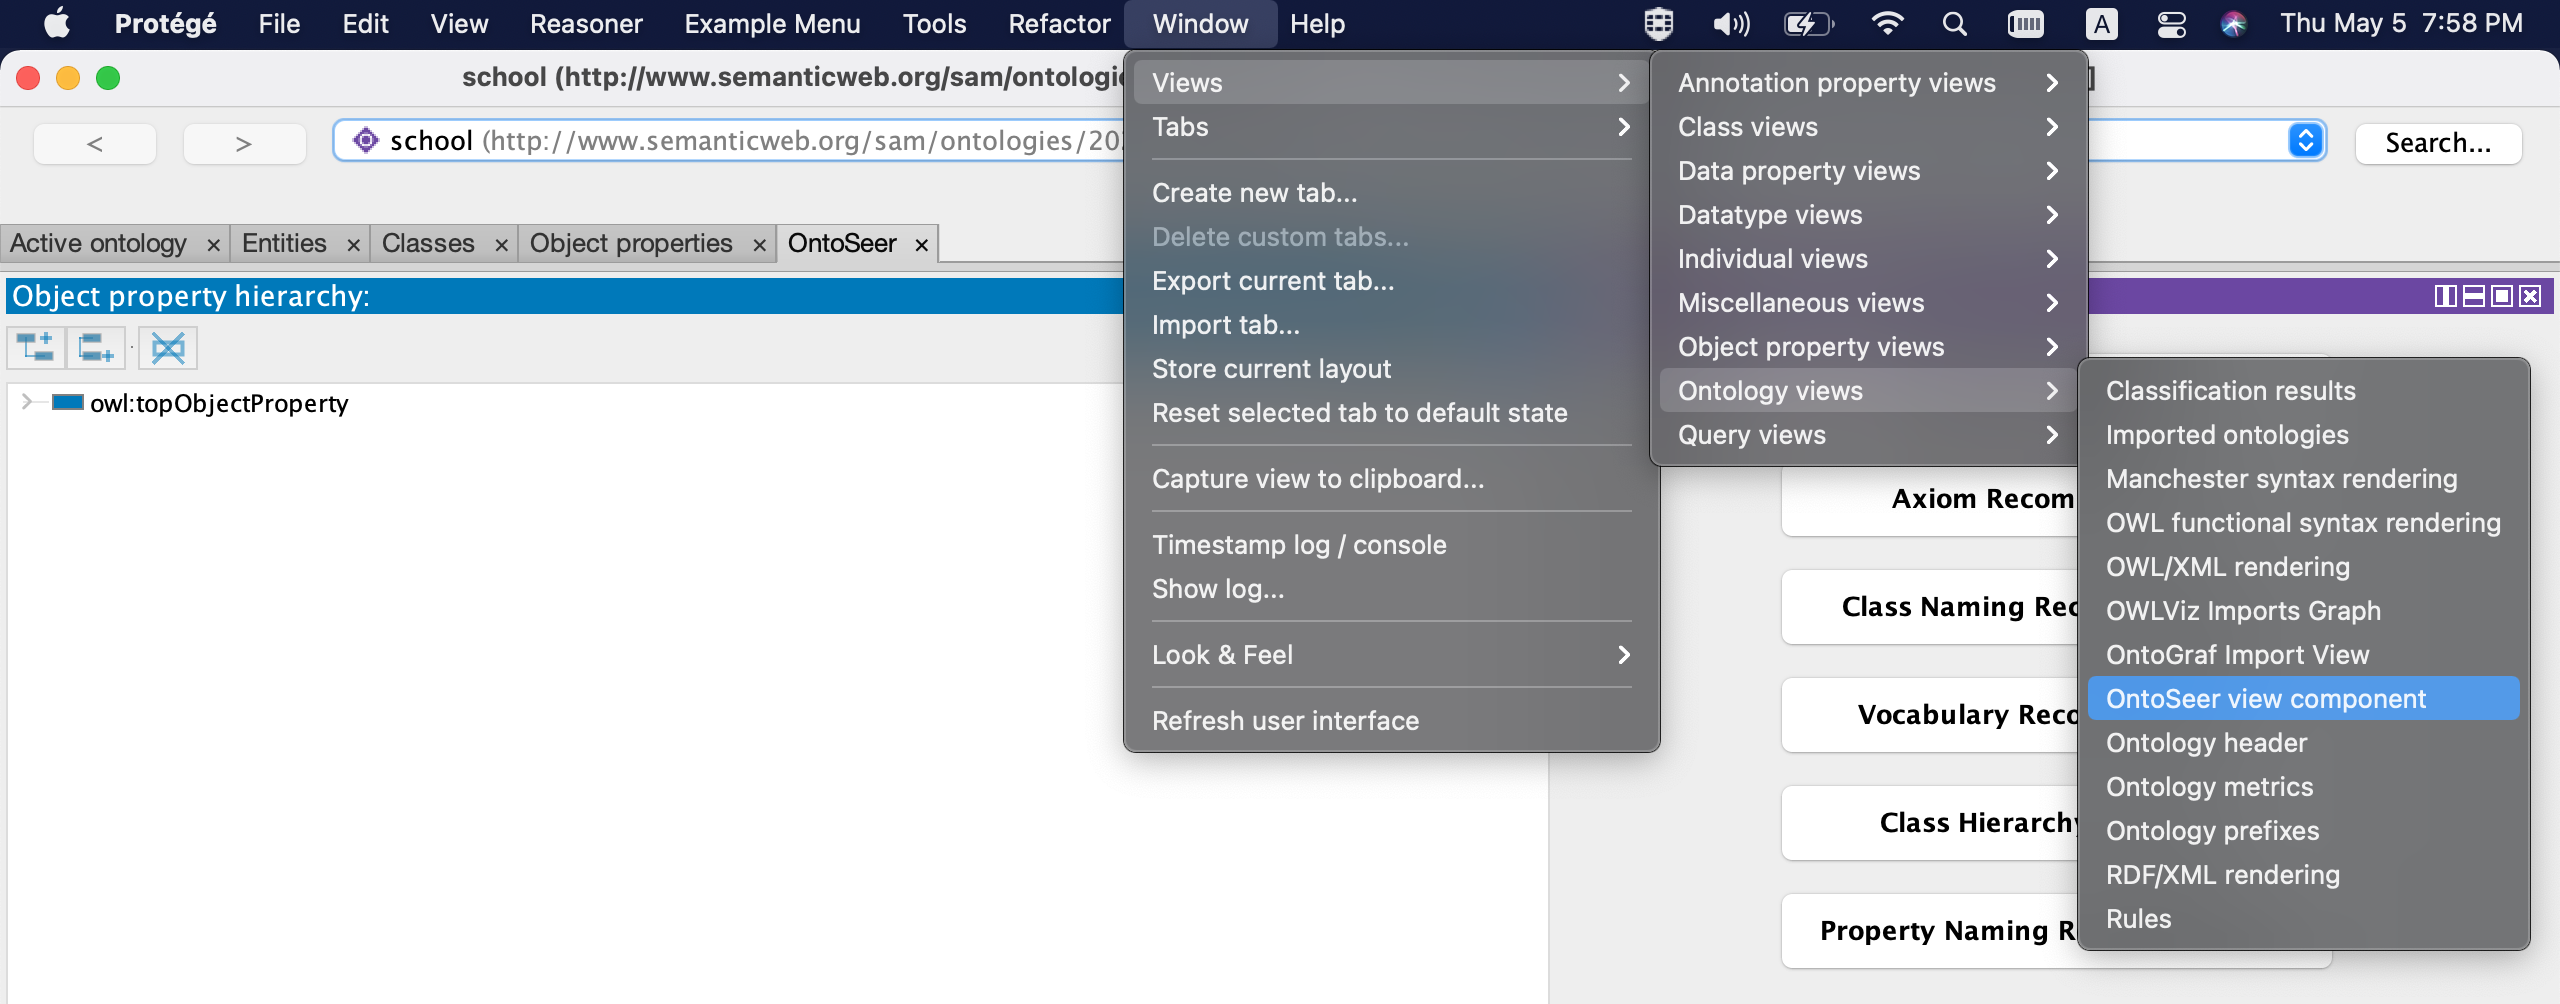 Protégé File Edit View Reasoner Example Menu Tools Refactor Window Help A Thu May 5 7:58 PM
school (http://www.semanticweb.org/sam/ontologie
< > school (http://www.semanticweb.org/sam/ontologies/20 Search...
Active ontology × Entities × Classes × Object properties × OntoSeer ×
Object property hierarchy:
owl:topObjectProperty
Views
Tabs
Create new tab...
Delete custom tabs...
Export current tab...
Import tab...
Store current layout
Reset selected tab to default state
Capture view to clipboard...
Timestamp log / console
Show log...
Look & Feel
Refresh user interface
Annotation property views
Class views
Data property views
Datatype views
Individual views
Miscellaneous views
Object property views
Ontology views
Query views
Classification results
Imported ontologies
Manchester syntax rendering
OWL functional syntax rendering
OWL/XML rendering
OWLViz Imports Graph
OntoGraf Import View
OntoSeer view component
Ontology header
Ontology metrics
Ontology prefixes
RDF/XML rendering
Rules
Axiom Recom
Class Naming Rec
Vocabulary Reco
Class Hierarchy
Property Naming R